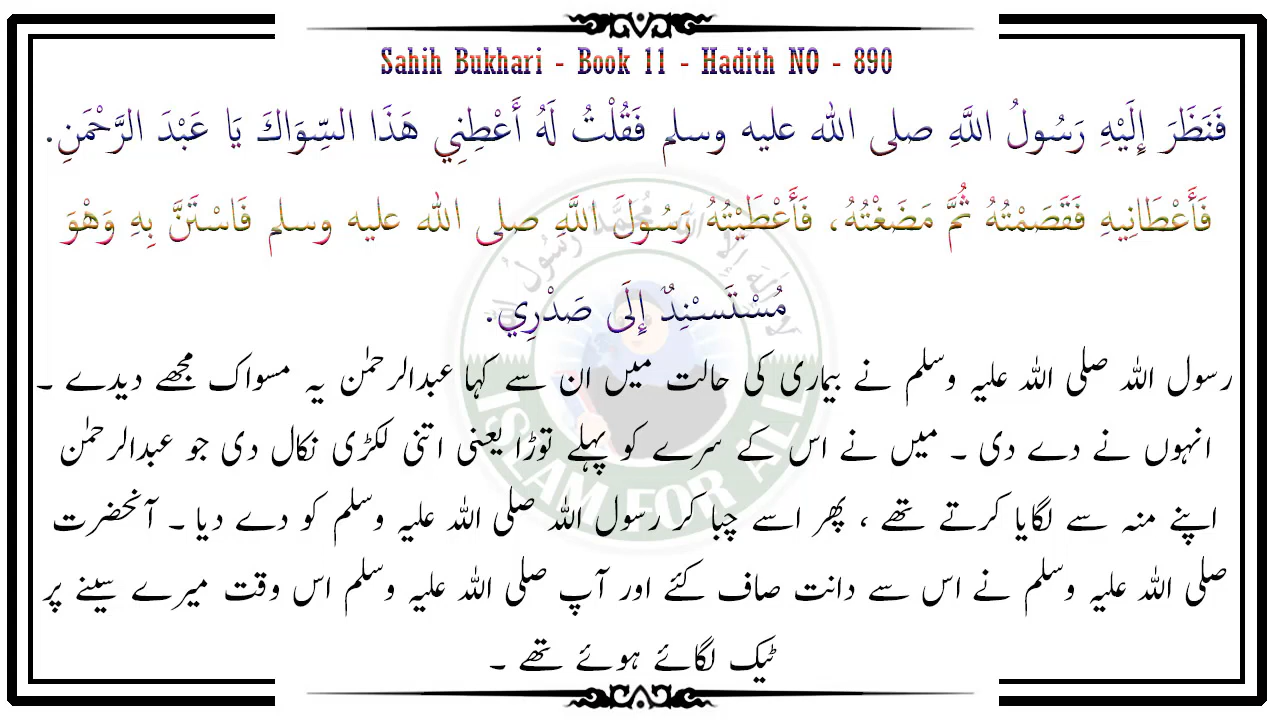 Sahih Bukhari - Book 11 - Hadith NO - 890
فَنَظَرَ إِلَيْهِ رَسُولُ اللَّهِ صلى الله عليه وسلم فَقُلْتُ لَهُ أَعْطِنِي هَذَا السِّوَاكَ يَا عَبْدَ الرَّحْمَنِ.
فَأَعْطَانِيهِ فَقَصَمْتُهُ ثُمَّ مَضَغْتُهُ، فَأَعْطَيْتُهُ رَسُولَ اللَّهِ صلى الله عليه وسلم فَاسْتَنَّ بِهِ وَهْوَ
مُسْتَسْنِدٌ إِلَى صَدْرِي.
رسول اللہ صلی اللہ علیہ وسلم نے بیماری کی حالت میں ان سے کہا عبدالرحمٰن یہ مسواک مجھے دیدے ۔
انہوں نے دے دی ۔ میں نے اس کے سرے کو پہلے توڑا یعنی اتنی لکڑی نکال دی جو عبدالرحمٰن
اپنے منہ سے لگایا کرتے تھے ، پھر اسے چبا کر رسول اللہ صلی اللہ علیہ وسلم کو دے دیا ۔ آنحضرت
صلی اللہ علیہ وسلم نے اس سے دانت صاف کئے اور آپ صلی اللہ علیہ وسلم اس وقت میرے سینے پر
ٹیک لگائے ہوئے تھے ۔
ISLAM FOR ALL